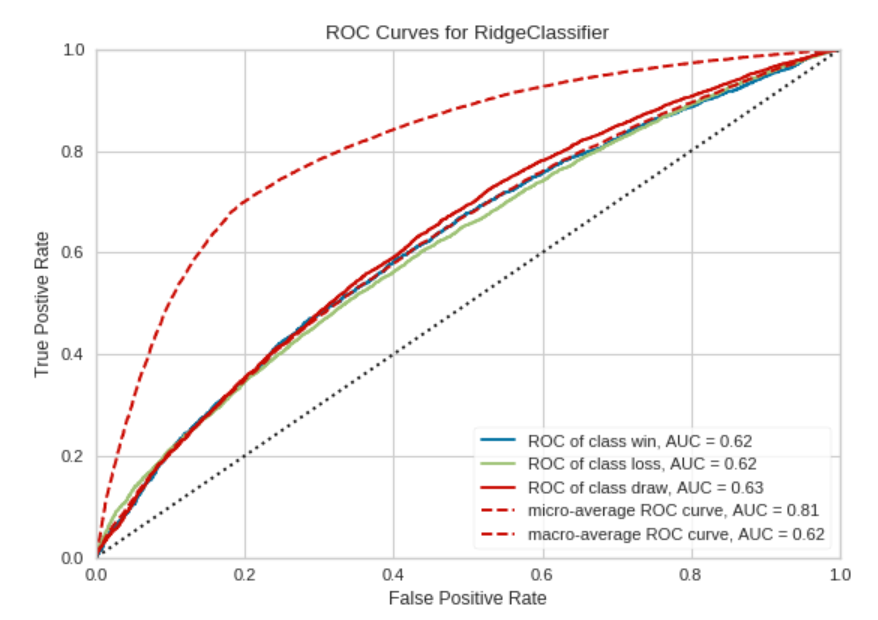 ROC Curves for RidgeClassifier
1.0
0.8
0.6
0.4
0.2
0.0
True Postive Rate
ROC of class win, AUC = 0.62
ROC of class loss, AUC = 0.62
ROC of class draw, AUC = 0.63
micro-average ROC curve, AUC = 0.81
macro-average ROC curve, AUC = 0.62
0.0 0.2 0.4 0.6 0.8 1.0
False Positive Rate